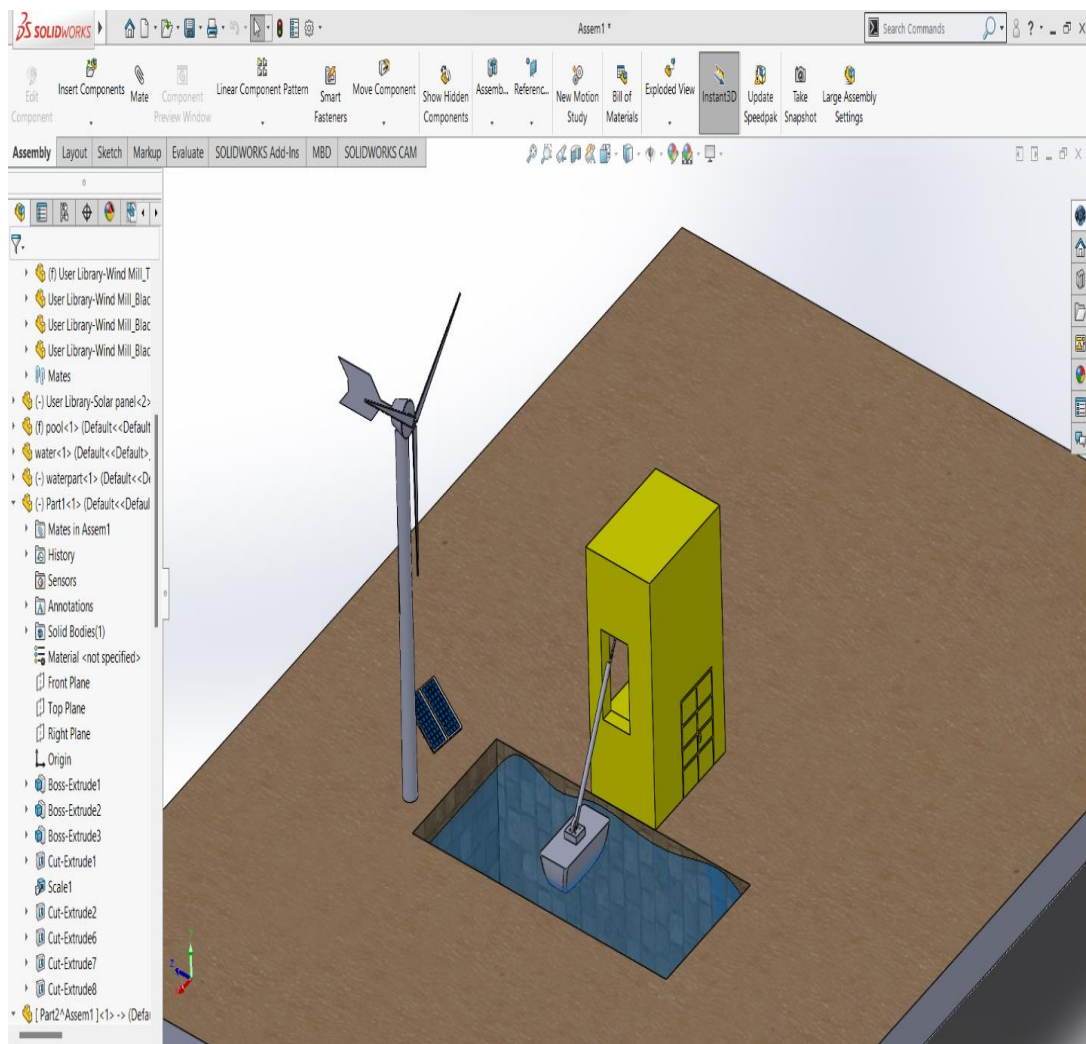 SOLIDWORKS
Assem1 *
Search Commands
Edit Component
Insert Components
Mate
Component Preview Window
Linear Component Pattern
Smart Fasteners
Move Component
Show Hidden Components
Assemb...
Referenc...
New Motion Study
Bill of Materials
Exploded View
Instant3D
Update Speedpak
Take Snapshot
Large Assembly Settings
Assembly
Layout
Sketch
Markup
Evaluate
SOLIDWORKS Add-Ins
MBD
SOLIDWORKS CAM
(f) User Library-Wind Mill_T
User Library-Wind Mill_Blac
User Library-Wind Mill_Blac
User Library-Wind Mill_Blac
Mates
(-) User Library-Solar panel<2>
(f) pool<1> (Default<<Default
water<1> (Default<<Default>_
(-) waterpart<1> (Default<<De
(-) Part1<1> (Default<<Defaul
Mates in Assem1
History
Sensors
Annotations
Solid Bodies(1)
Material <not specified>
Front Plane
Top Plane
Right Plane
Origin
Boss-Extrude1
Boss-Extrude2
Boss-Extrude3
Cut-Extrude1
Scale1
Cut-Extrude2
Cut-Extrude6
Cut-Extrude7
Cut-Extrude8
[ Part2^Assem1 ]<1> -> (Defa